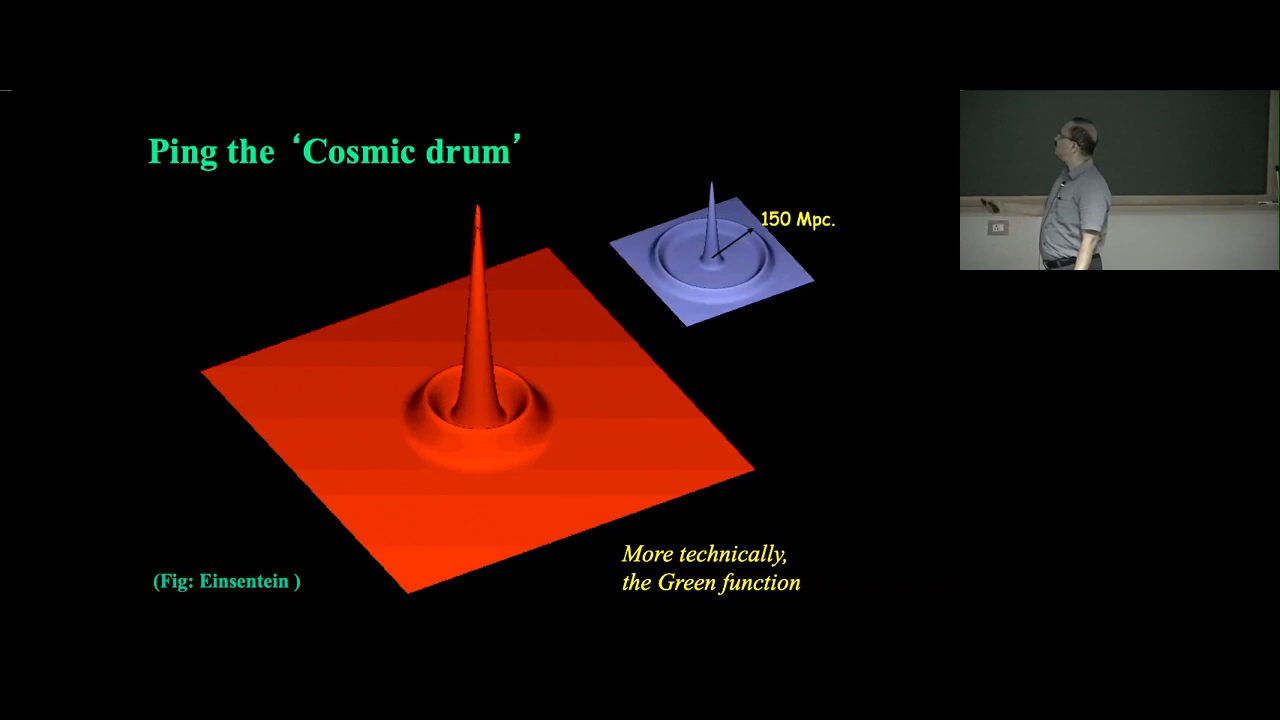 Ping the ‘Cosmic drum’
150 Mpc.
More technically,
the Green function
(Fig: Einsentein )